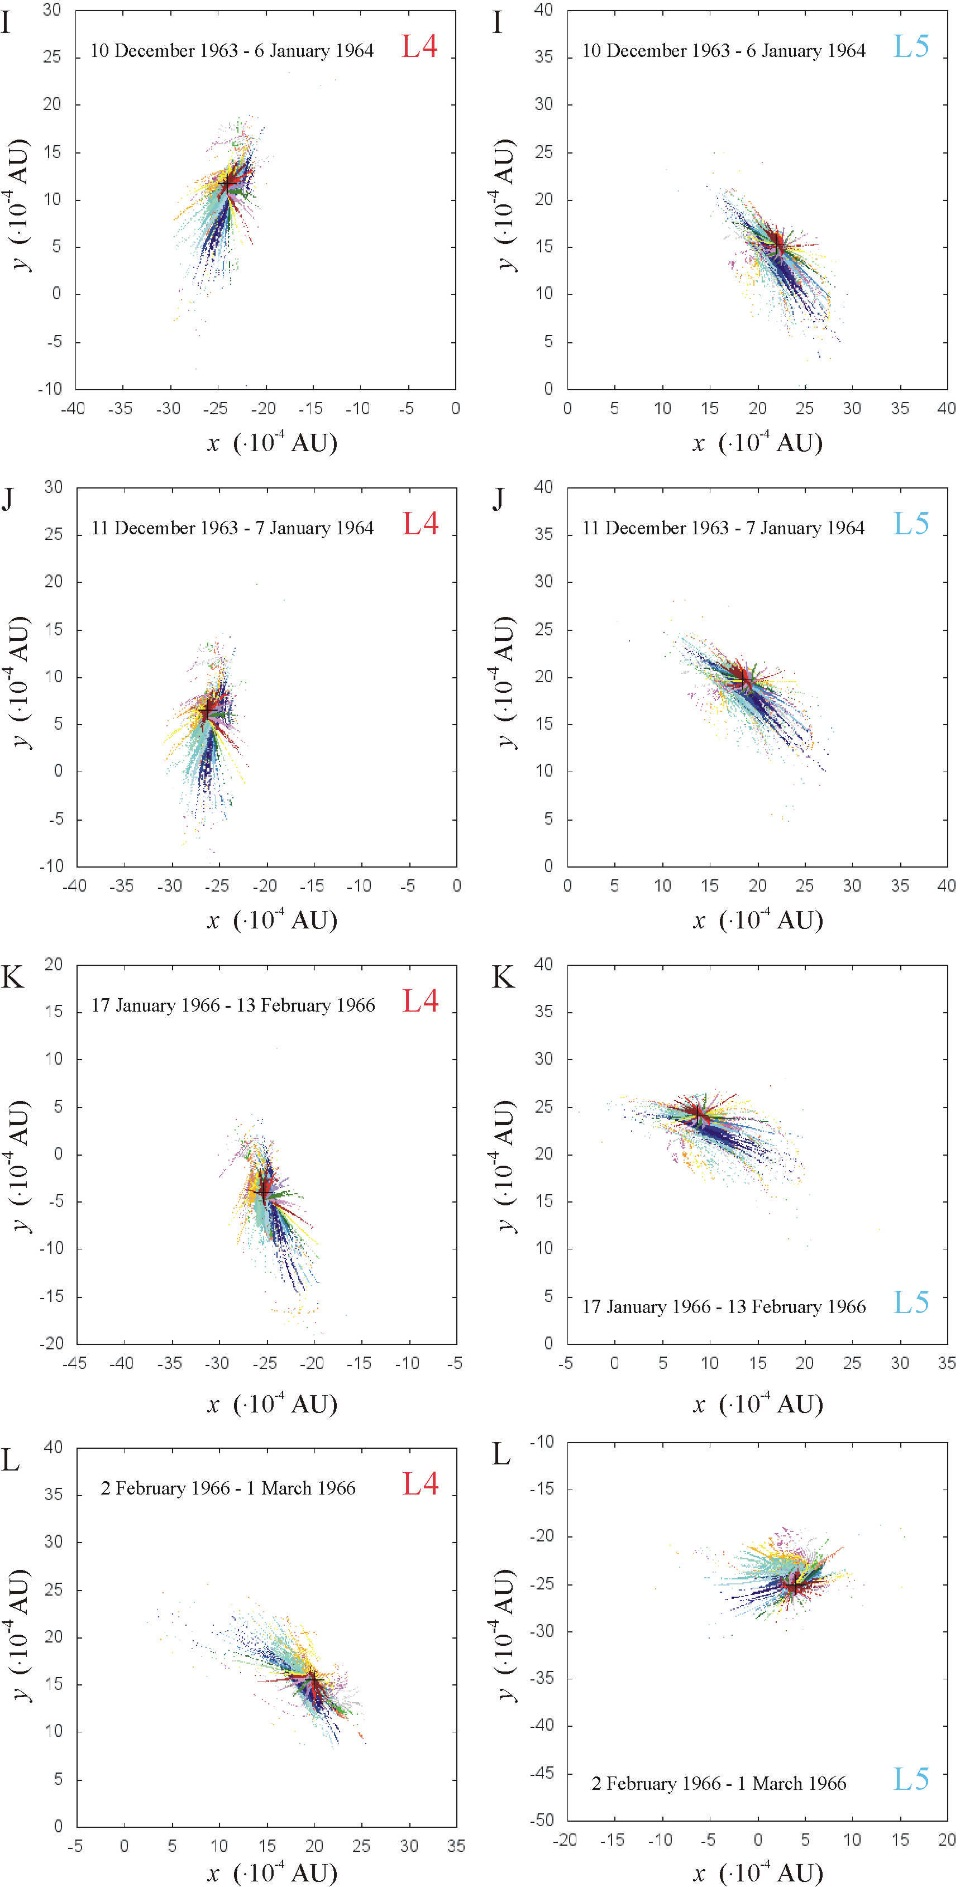 I
10 December 1963 - 6 January 1964 L4
30
25
20
15
10
5
0
-5
-10
y (·10⁻⁴ AU)
-40 -35 -30 -25 -20 -15 -10 -5 0
x (·10⁻⁴ AU)
I
10 December 1963 - 6 January 1964 L5
40
35
30
25
20
15
10
5
0
y (·10⁻⁴ AU)
0 5 10 15 20 25 30 35 40
x (·10⁻⁴ AU)
J
11 December 1963 - 7 January 1964 L4
30
25
20
15
10
5
0
-5
-10
y (·10⁻⁴ AU)
-40 -35 -30 -25 -20 -15 -10 -5 0
x (·10⁻⁴ AU)
J
11 December 1963 - 7 January 1964 L5
40
35
30
25
20
15
10
5
0
y (·10⁻⁴ AU)
0 5 10 15 20 25 30 35 40
x (·10⁻⁴ AU)
K
17 January 1966 - 13 February 1966 L4
20
15
10
5
0
-5
-10
-15
-20
y (·10⁻⁴ AU)
-45 -40 -35 -30 -25 -20 -15 -10 -5
x (·10⁻⁴ AU)
K
40
35
30
25
20
15
10
5
0
y (·10⁻⁴ AU)
17 January 1966 - 13 February 1966 L5
-5 0 5 10 15 20 25 30 35
x (·10⁻⁴ AU)
L
2 February 1966 - 1 March 1966 L4
40
35
30
25
20
15
10
5
0
y (·10⁻⁴ AU)
-5 0 5 10 15 20 25 30 35
x (·10⁻⁴ AU)
L
-10
-15
-20
-25
-30
-35
-40
-45
-50
y (·10⁻⁴ AU)
2 February 1966 - 1 March 1966 L5
-20 -15 -10 -5 0 5 10 15 20
x (·10⁻⁴ AU)